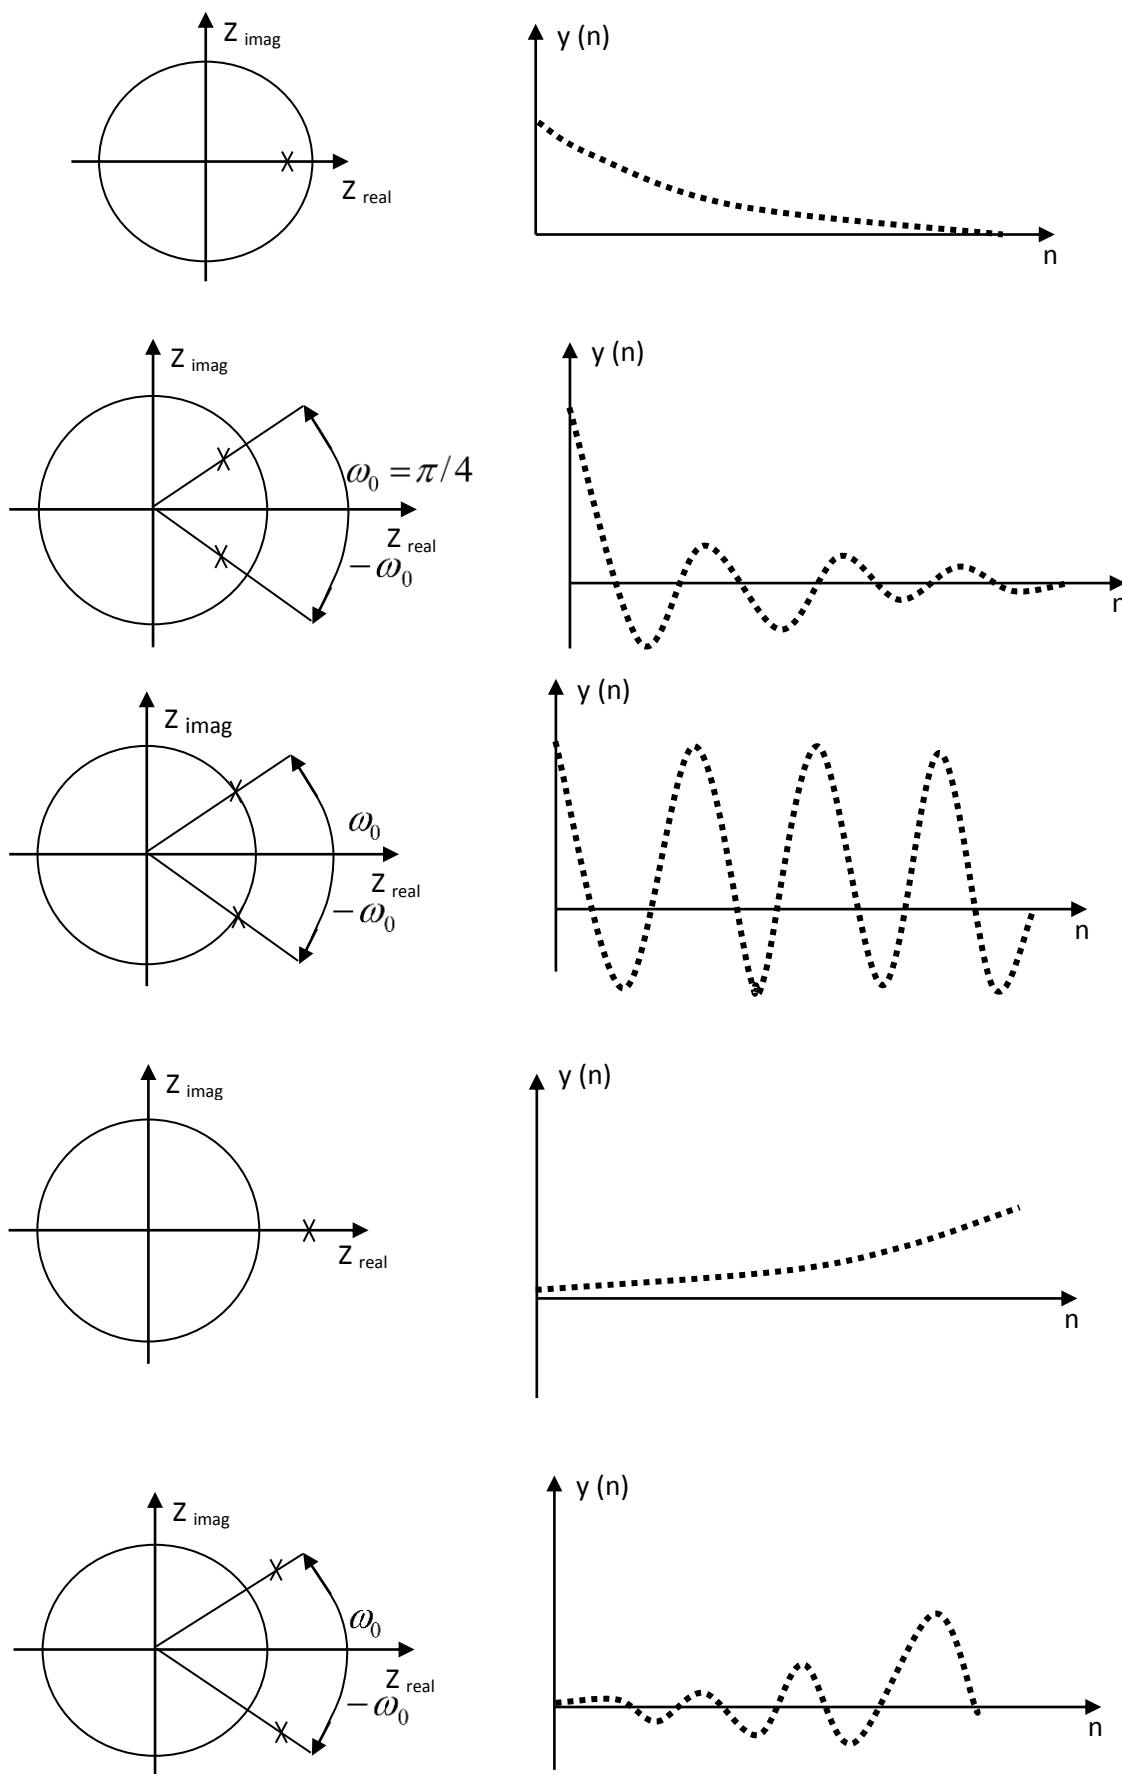 Z imag
y (n)
Z real
n
Z imag
y (n)
ω₀ = π/4
Z real
−ω₀
n
Z imag
y (n)
ω₀
Z real
−ω₀
n
Z imag
y (n)
Z real
n
Z imag
y (n)
ω₀
Z real
−ω₀
n